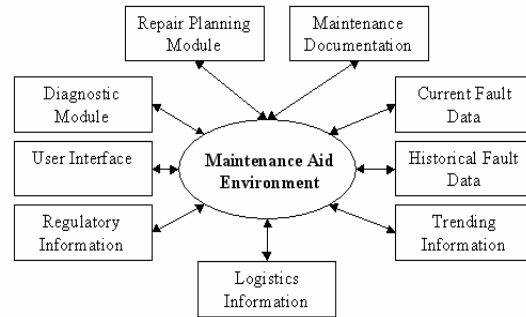 Repair Planning
Module
Maintenance
Documentation
Diagnostic
Module
Current Fault
Data
User Interface
Maintenance Aid
Environment
Historical Fault
Data
Regulatory
Information
Trending
Information
Logistics
Information